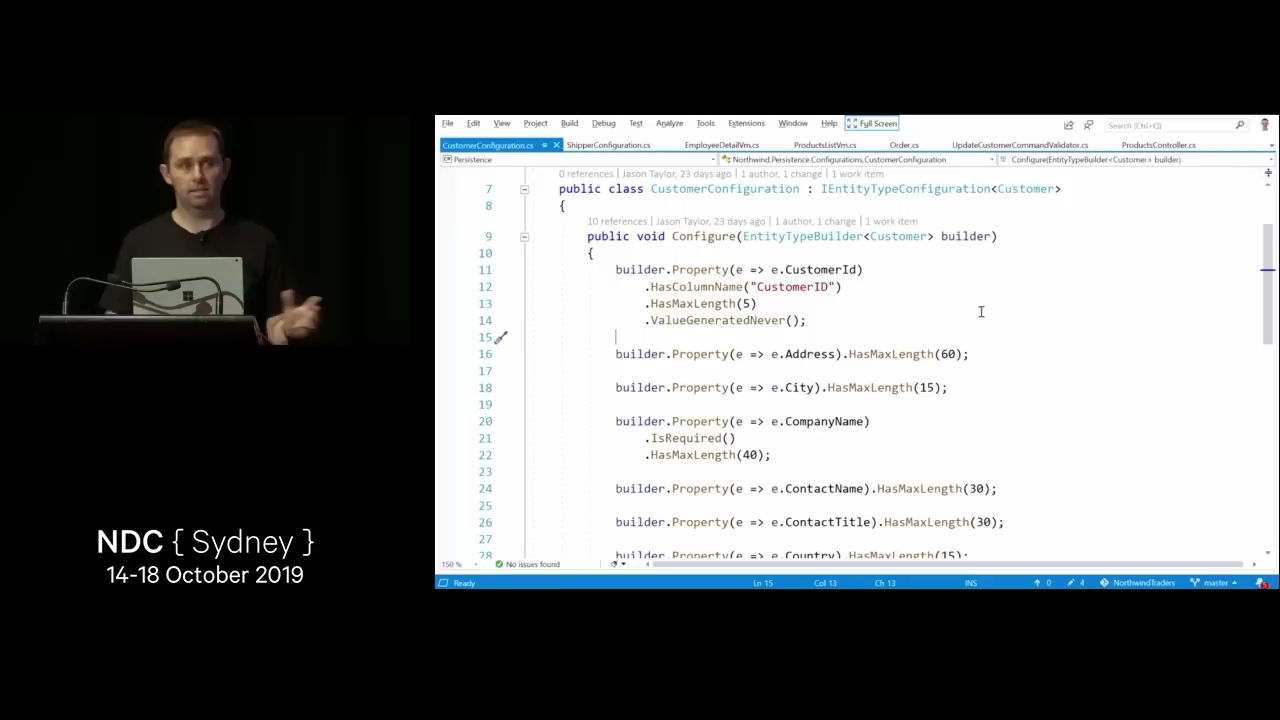 File Edit View Project Build Debug Test Analyze Tools Extensions Window Help Full Screen Search (Ctrl+Q)
CustomerConfiguration.cs ShipperConfiguration.cs EmployeeDetailVm.cs ProductsListVm.cs Order.cs UpdateCustomerCommandValidator.cs ProductsController.cs
Persistence Northwind.Persistence.Configurations.CustomerConfiguration Configure(EntityTypeBuilder<Customer> builder)
0 references | Jason Taylor, 23 days ago | 1 author, 1 change | 1 work item
7 public class CustomerConfiguration : IEntityTypeConfiguration<Customer>
8 {
10 references | Jason Taylor, 23 days ago | 1 author, 1 change | 1 work item
9 public void Configure(EntityTypeBuilder<Customer> builder)
10 {
11 builder.Property(e => e.CustomerId)
12 .HasColumnName("CustomerID")
13 .HasMaxLength(5)
14 .ValueGeneratedNever();
15
16 builder.Property(e => e.Address).HasMaxLength(60);
17
18 builder.Property(e => e.City).HasMaxLength(15);
19
20 builder.Property(e => e.CompanyName)
21 .IsRequired()
22 .HasMaxLength(40);
23
24 builder.Property(e => e.ContactName).HasMaxLength(30);
25
26 builder.Property(e => e.ContactTitle).HasMaxLength(30);
27
28 builder.Property(e => e.Country).HasMaxLength(15);
150 % No issues found
Ready Ln 15 Col 13 Ch 13 INS 0 4 NorthwindTraders master
NDC { Sydney }
14-18 October 2019